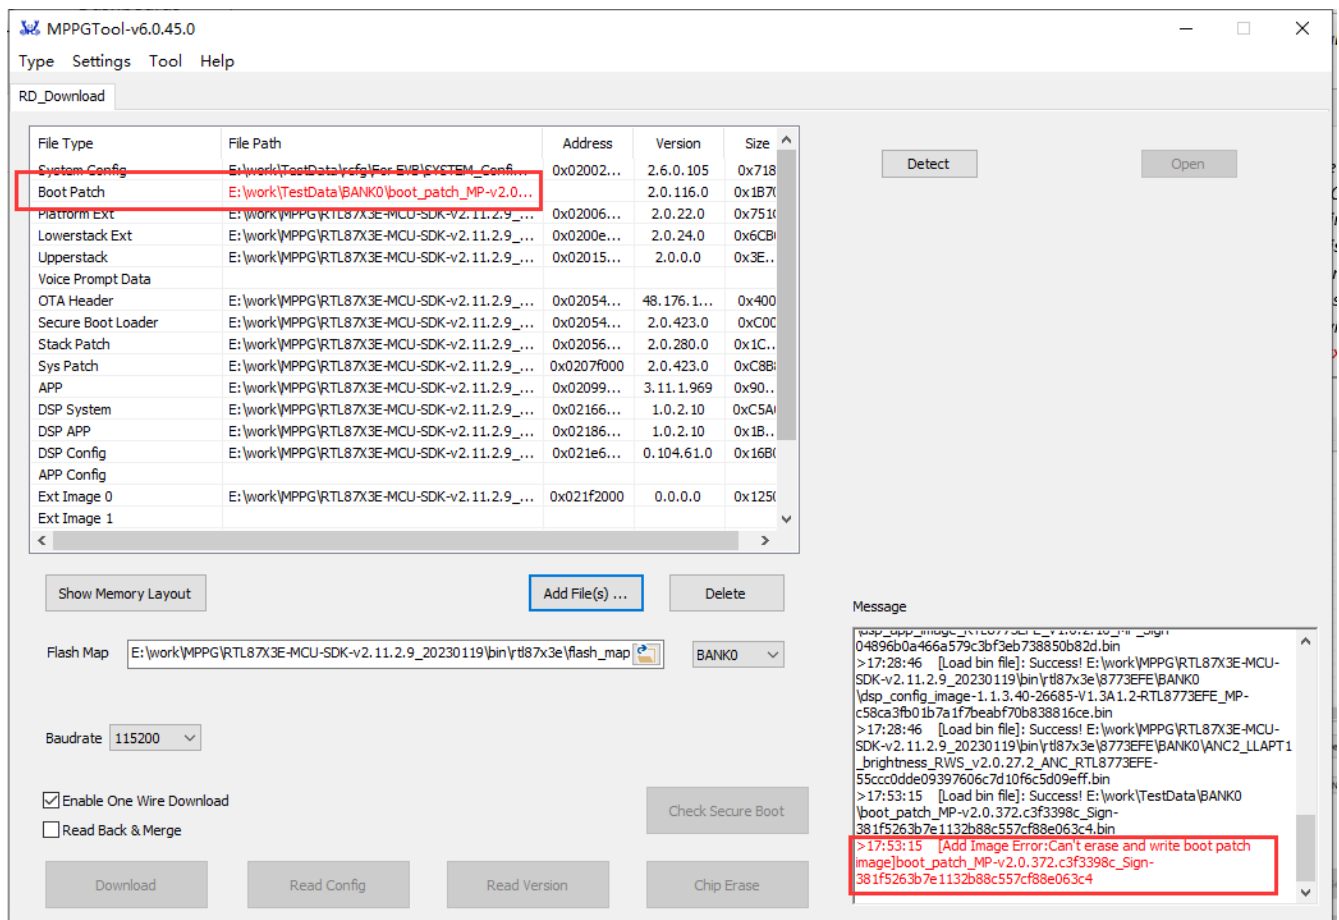 MPPGTool-v6.0.45.0
Type Settings Tool Help
RD_Download
File Type File Path Address Version Size
System Config E:\work\TestData\rcfg\For EVB\SYSTEM_Confi... 0x02002... 2.6.0.105 0x718
Boot Patch E:\work\TestData\BANK0\boot_patch_MP-v2.0... 2.0.116.0 0x1B70
Platform Ext E:\work\MPPG\RTL87X3E-MCU-SDK-v2.11.2.9_... 0x02006... 2.0.22.0 0x751
Lowerstack Ext E:\work\MPPG\RTL87X3E-MCU-SDK-v2.11.2.9_... 0x0200e... 2.0.24.0 0x6CB
Upperstack E:\work\MPPG\RTL87X3E-MCU-SDK-v2.11.2.9_... 0x02015... 2.0.0.0 0x3E..
Voice Prompt Data
OTA Header E:\work\MPPG\RTL87X3E-MCU-SDK-v2.11.2.9_... 0x02054... 48.176.1... 0x400
Secure Boot Loader E:\work\MPPG\RTL87X3E-MCU-SDK-v2.11.2.9_... 0x02054... 2.0.423.0 0xC00
Stack Patch E:\work\MPPG\RTL87X3E-MCU-SDK-v2.11.2.9_... 0x02056... 2.0.280.0 0x1C..
Sys Patch E:\work\MPPG\RTL87X3E-MCU-SDK-v2.11.2.9_... 0x0207f000 2.0.423.0 0xC8B
APP E:\work\MPPG\RTL87X3E-MCU-SDK-v2.11.2.9_... 0x02099... 3.11.1.969 0x90..
DSP System E:\work\MPPG\RTL87X3E-MCU-SDK-v2.11.2.9_... 0x02166... 1.0.2.10 0xC5A
DSP APP E:\work\MPPG\RTL87X3E-MCU-SDK-v2.11.2.9_... 0x02186... 1.0.2.10 0x1B..
DSP Config E:\work\MPPG\RTL87X3E-MCU-SDK-v2.11.2.9_... 0x021e6... 0.104.61.0 0x16B
APP Config
Ext Image 0 E:\work\MPPG\RTL87X3E-MCU-SDK-v2.11.2.9_... 0x021f2000 0.0.0.0 0x125
Ext Image 1
Detect Open
Show Memory Layout Add File(s) ... Delete
Flash Map E:\work\MPPG\RTL87X3E-MCU-SDK-v2.11.2.9_20230119\bin\rtl87x3e\flash_map BANK0
Baudrate 115200
Enable One Wire Download
Read Back & Merge
Check Secure Boot
Download Read Config Read Version Chip Erase
Message
\dsp_app_image_RTL8773EFE_V1.0.2.10_MP_Sign-
04896b0a466a579c3bf3eb738850b82d.bin
>17:28:46 [Load bin file]: Success! E:\work\MPPG\RTL87X3E-MCU-
SDK-v2.11.2.9_20230119\bin\rtl87x3e\8773EFE\BANK0
\dsp_config_image-1.1.3.40-26685-V1.3A1.2-RTL8773EFE_MP-
c58ca3fb01b7a1f7beabf70b838816ce.bin
>17:28:46 [Load bin file]: Success! E:\work\MPPG\RTL87X3E-MCU-
SDK-v2.11.2.9_20230119\bin\rtl87x3e\8773EFE\BANK0\ANC2_LLAPT1
_brightness_RWS_v2.0.27.2_ANC_RTL8773EFE-
55ccc0dde09397606c7d10f6c5d09eff.bin
>17:53:15 [Load bin file]: Success! E:\work\TestData\BANK0
\boot_patch_MP-v2.0.372.c3f3398c_Sign-
381f5263b7e1132b88c557cf88e063c4.bin
>17:53:15 [Add Image Error:Can't erase and write boot patch
image]boot_patch_MP-v2.0.372.c3f3398c_Sign-
381f5263b7e1132b88c557cf88e063c4